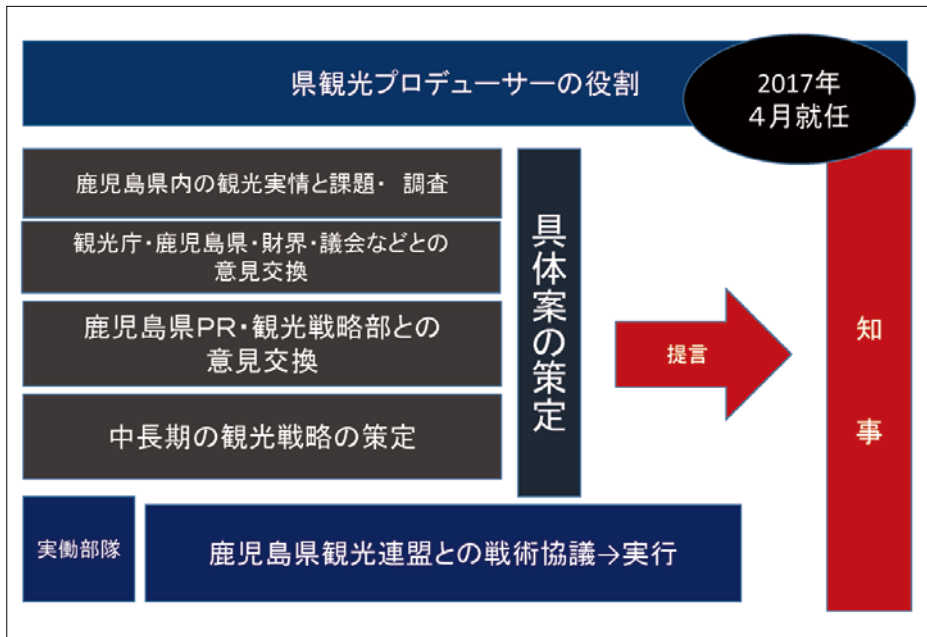 県観光プロデューサーの役割
2017年
４月就任
鹿児島県内の観光実情と課題・　調査
観光庁・鹿児島県・財界・議会などとの
意見交換
鹿児島県ＰＲ・観光戦略部との
意見交換
中長期の観光戦略の策定
具体案の策定
提言
知事
実働部隊
鹿児島県観光連盟との戦術協議→実行